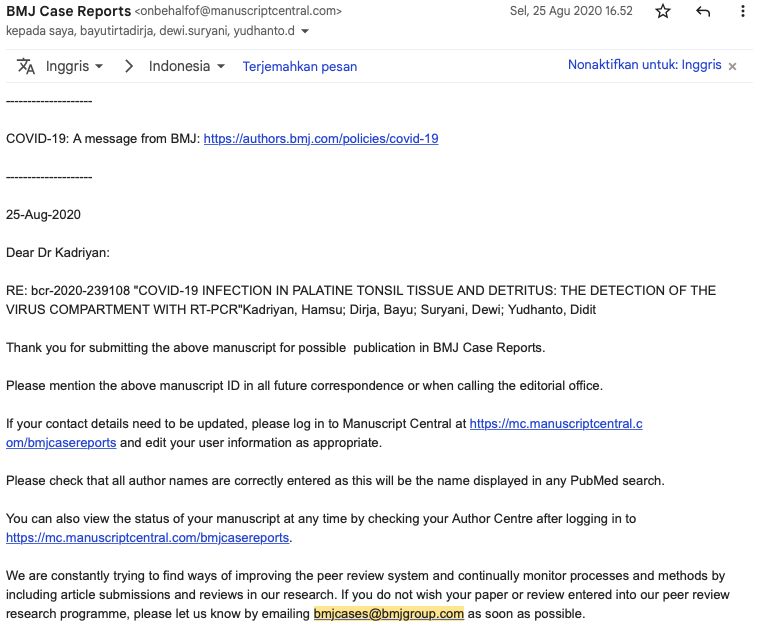 BMJ Case Reports <onbehalfof@manuscriptcentral.com> Sel, 25 Agu 2020 16.52
kepada saya, bayutirtadirja, dewi.suryani, yudhanto.d
Inggris Indonesia Terjemahkan pesan Nonaktifkan untuk: Inggris ×
--------------------
COVID-19: A message from BMJ: https://authors.bmj.com/policies/covid-19
--------------------
25-Aug-2020
Dear Dr Kadriyan:
RE: bcr-2020-239108 "COVID-19 INFECTION IN PALATINE TONSIL TISSUE AND DETRITUS: THE DETECTION OF THE
VIRUS COMPARTMENT WITH RT-PCR"Kadriyan, Hamsu; Dirja, Bayu; Suryani, Dewi; Yudhanto, Didit
Thank you for submitting the above manuscript for possible  publication in BMJ Case Reports.
Please mention the above manuscript ID in all future correspondence or when calling the editorial office.
If your contact details need to be updated, please log in to Manuscript Central at https://mc.manuscriptcentral.c
om/bmjcasereports and edit your user information as appropriate.
Please check that all author names are correctly entered as this will be the name displayed in any PubMed search.
You can also view the status of your manuscript at any time by checking your Author Centre after logging in to
https://mc.manuscriptcentral.com/bmjcasereports.
We are constantly trying to find ways of improving the peer review system and continually monitor processes and methods by
including article submissions and reviews in our research. If you do not wish your paper or review entered into our peer review
research programme, please let us know by emailing bmjcases@bmjgroup.com as soon as possible.